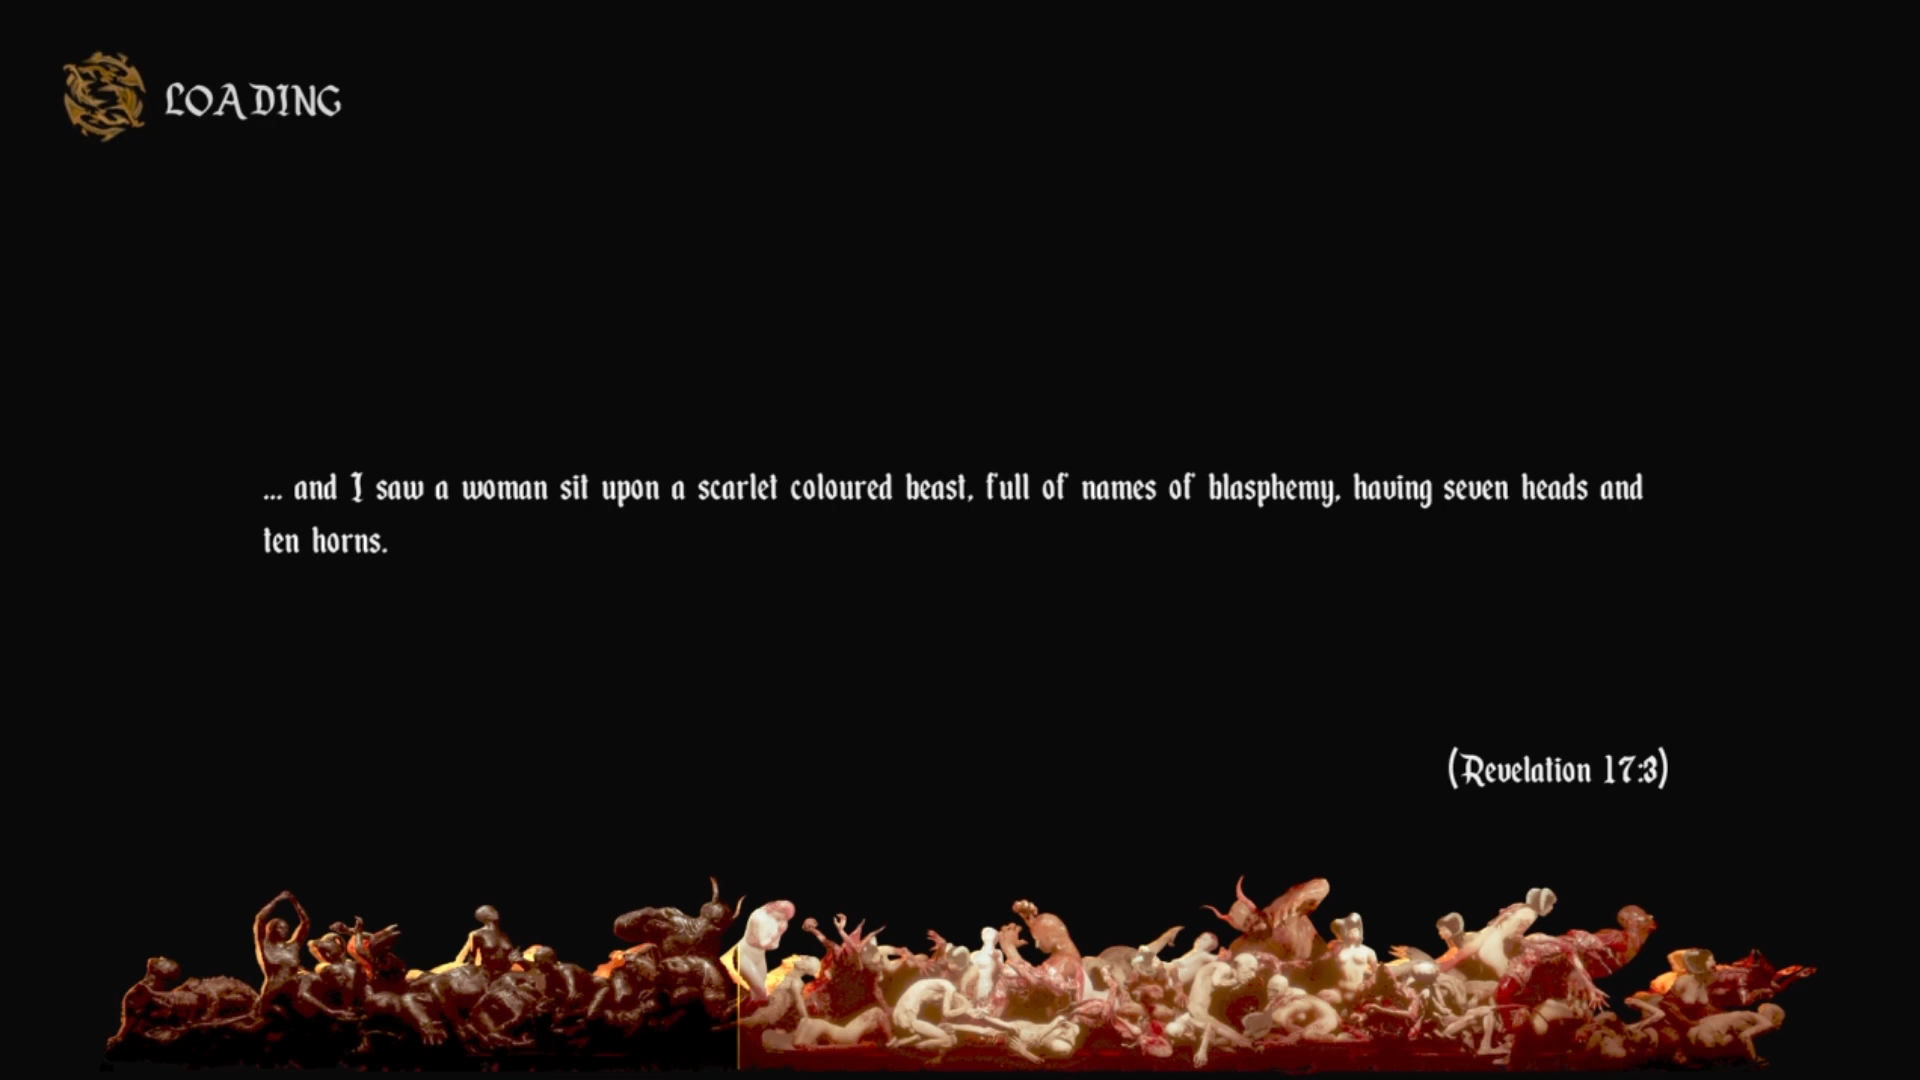 LOADING
... and I saw a woman sit upon a scarlet coloured beast, full of names of blasphemy, having seven heads and
ten horns.
(Revelation 17:3)